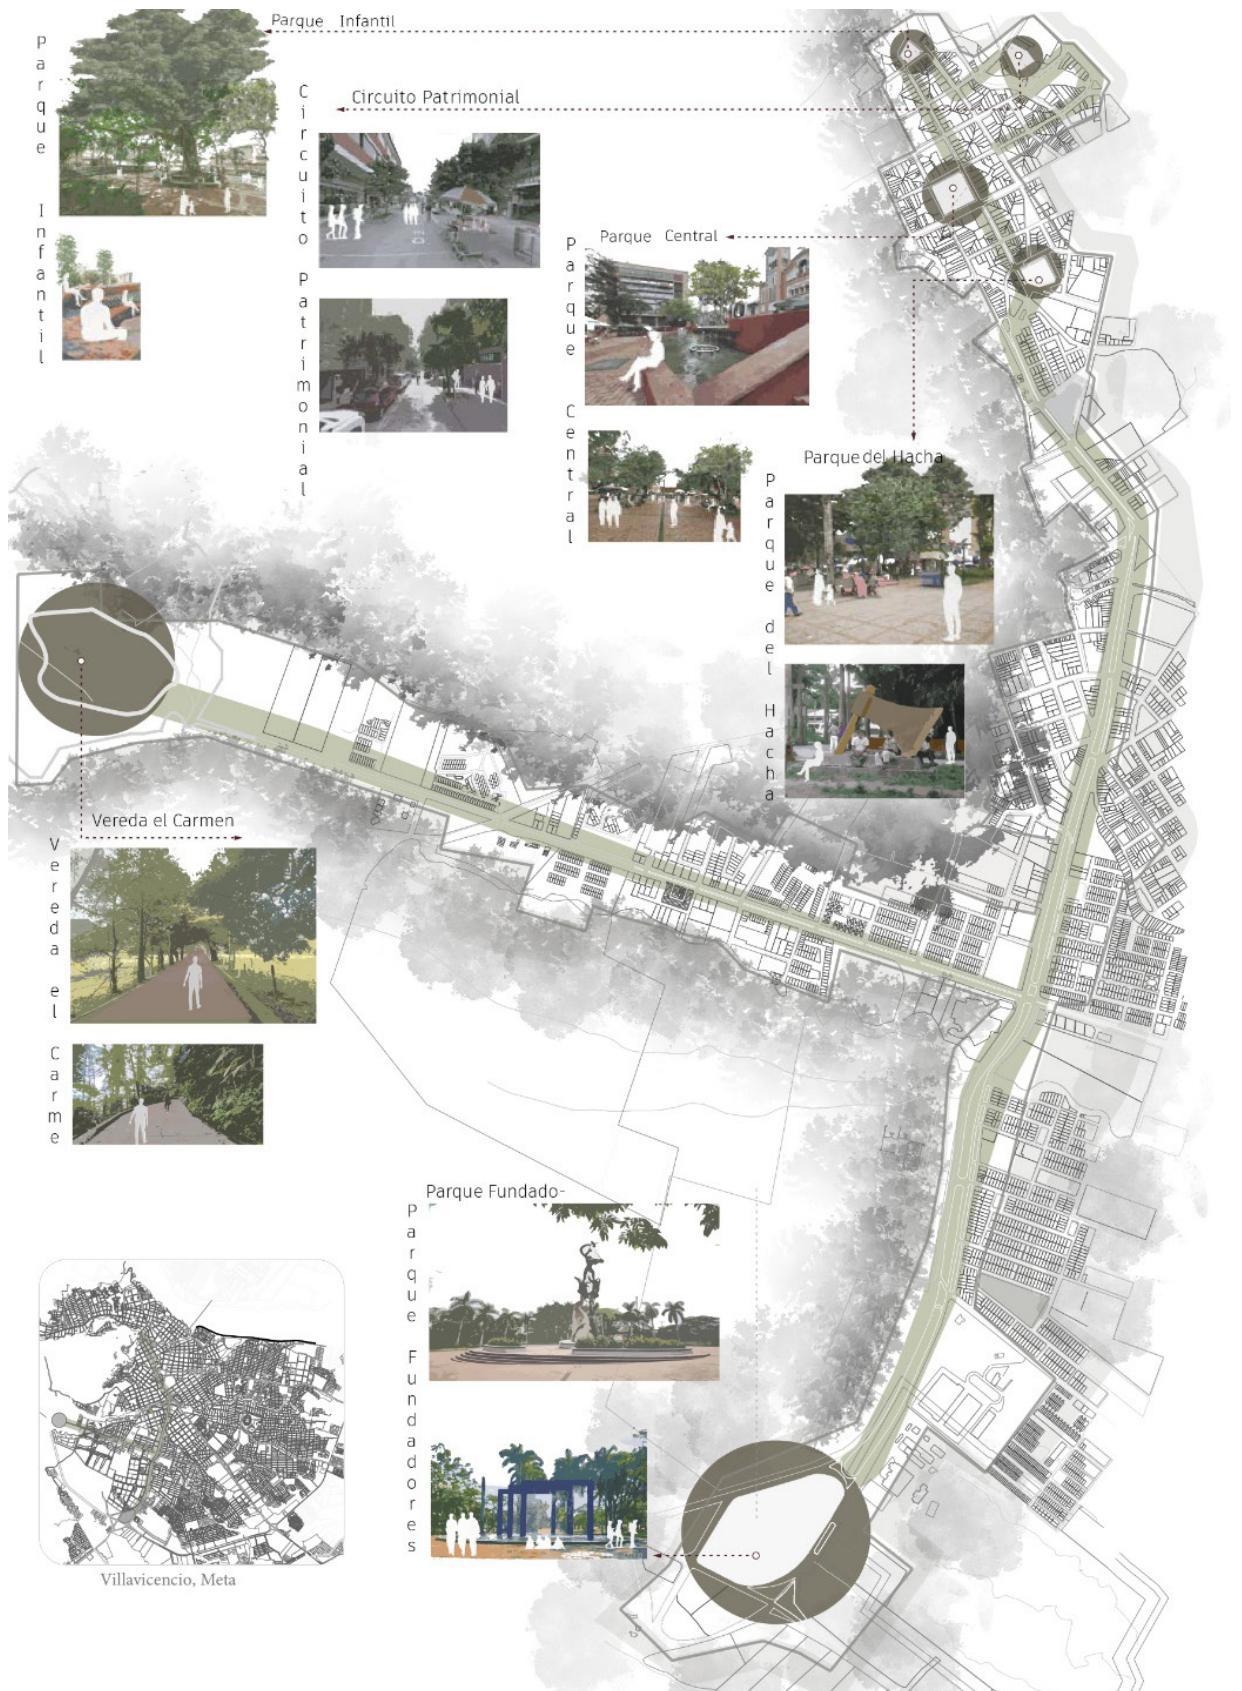 Parque Infantil
Parque Infantil
Circuito Patrimonial
Circuito Patrimonial
Parque Central
Parque Central
Parque del Hacha
Parque del Hacha
Vereda el Carmen
Vereda el Carme
Parque Fundado-
Parque Fundadores
Villavicencio, Meta